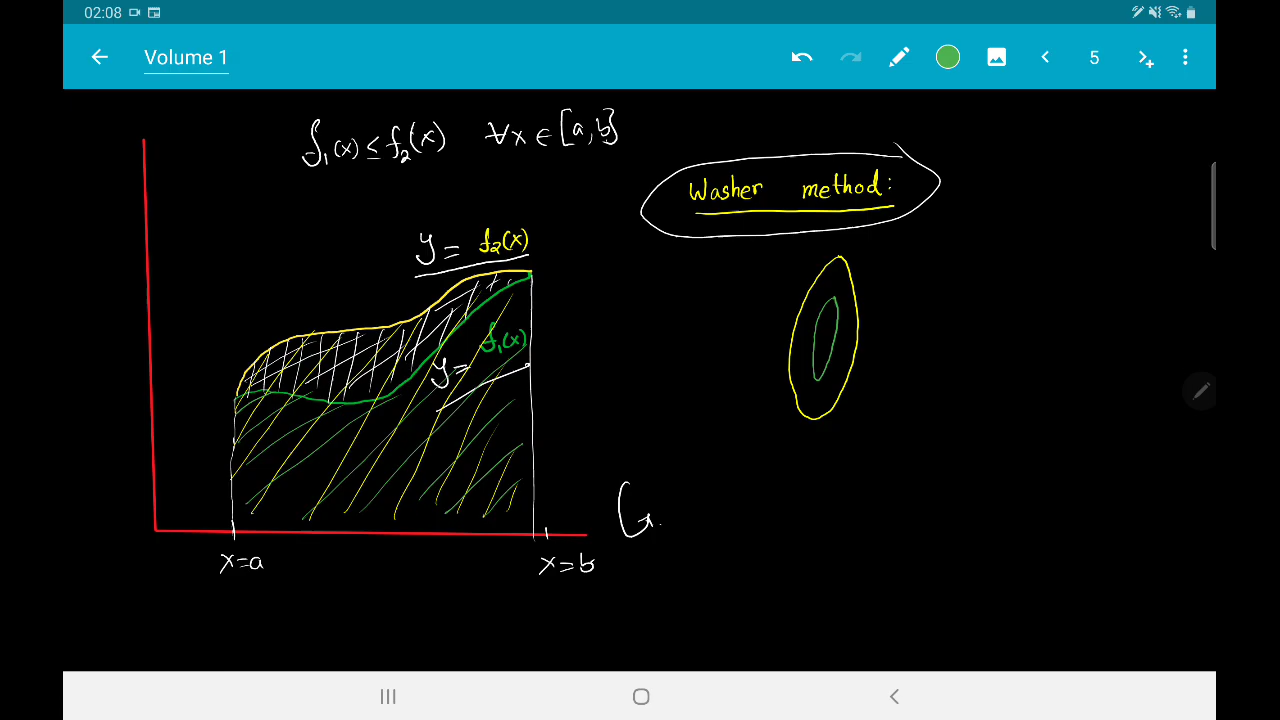 02:08
Volume 1
5
f₁(x) ≤ f₂(x) ∀x ∈ [a,b]
Washer method:
y = f₂(x)
y = f₁(x)
x=a
x=b